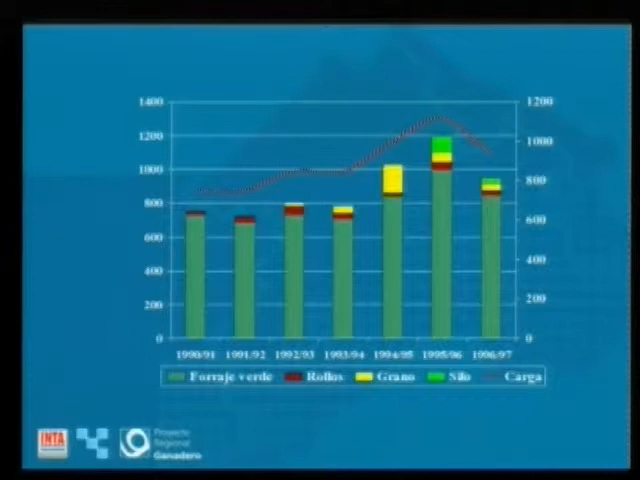 1400
1200
1000
800
600
400
200
0
1200
1000
800
600
400
200
0
1990/91 1991/92 1992/93 1993/94 1994/95 1995/96 1996/97
Forraje verde Rollos Grano Silo Carga
INTA
Proyecto
Regional
Ganadero